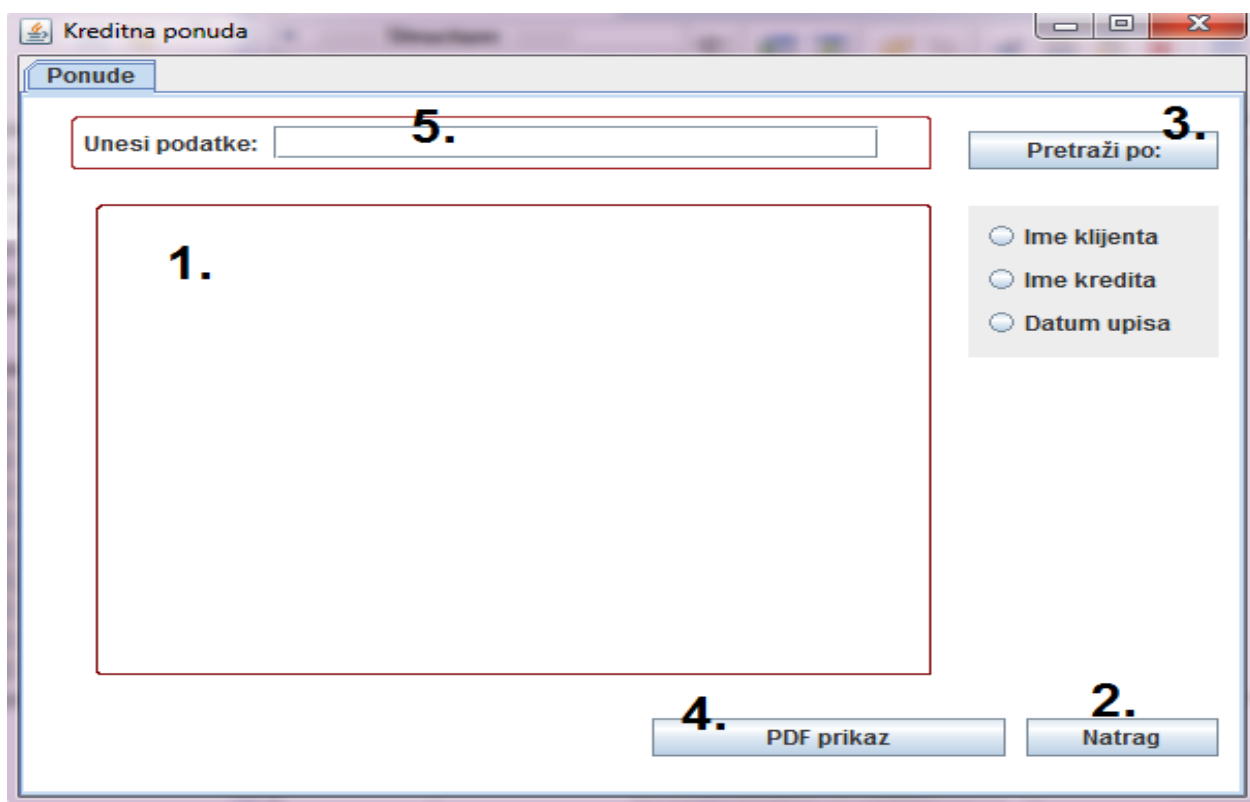 Kreditna ponuda
Ponude
5.
3.
Unesi podatke:
Pretraži po:
1.
Ime klijenta
Ime kredita
Datum upisa
4.
2.
PDF prikaz
Natrag